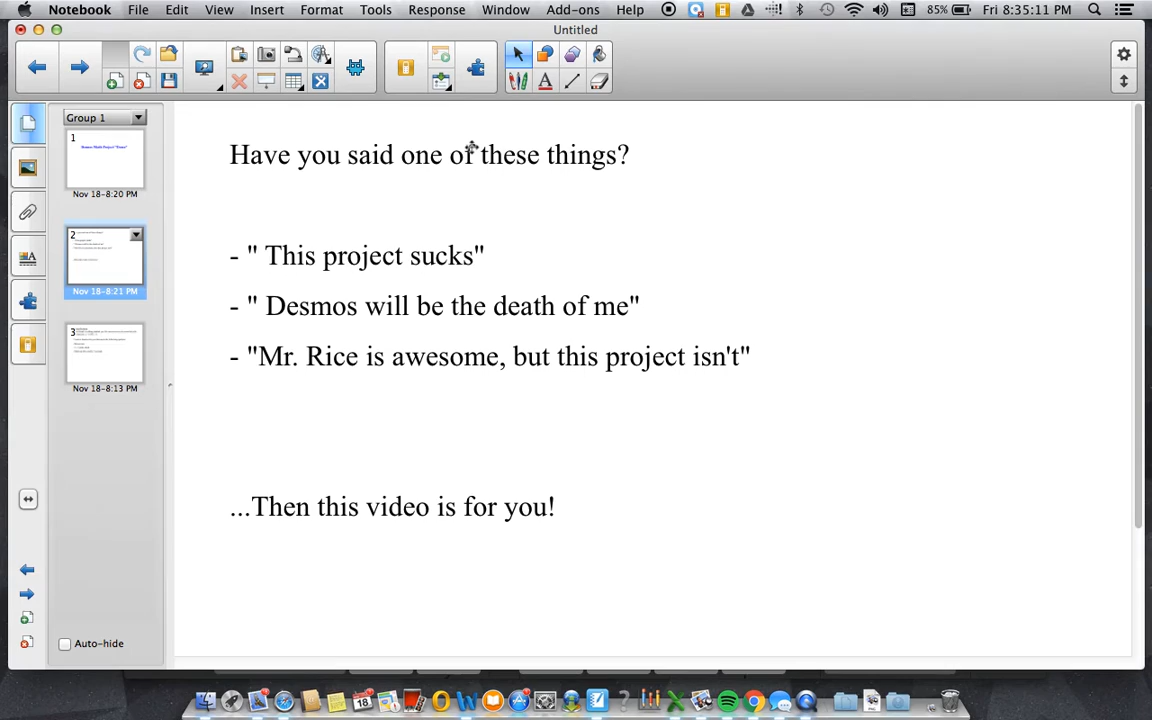 Notebook File Edit View Insert Format Tools Response Window Add-ons Help 85% Fri 8:35:11 PM
Untitled
Group 1
1
Nov 18-8:20 PM
2
Nov 18-8:21 PM
3
Nov 18-8:13 PM
Auto-hide
Have you said one of these things?
- " This project sucks"
- " Desmos will be the death of me"
- "Mr. Rice is awesome, but this project isn't"
...Then this video is for you!